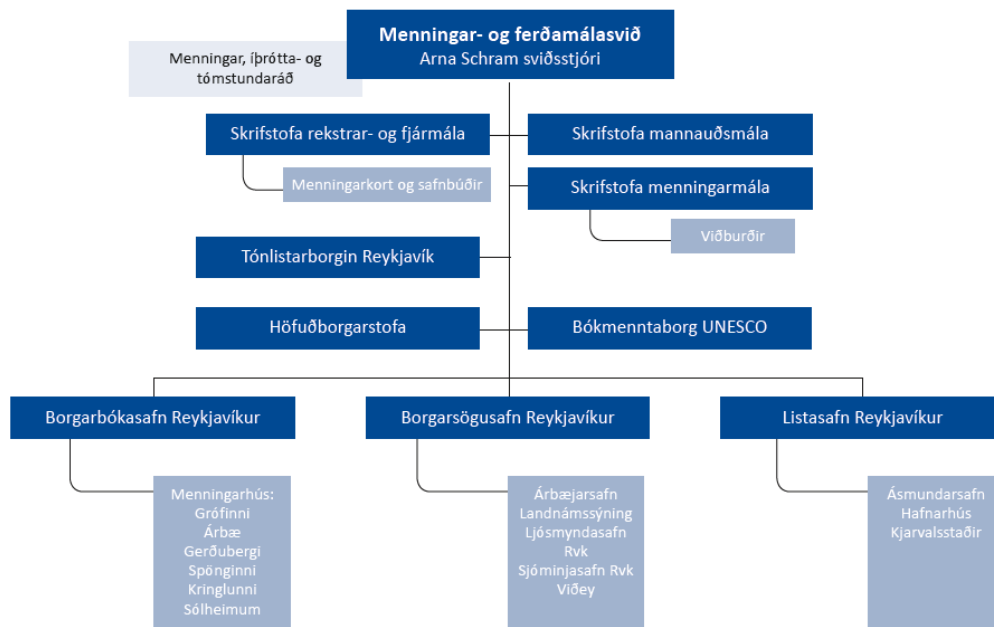 Menningar- og ferðamálasvið
Arna Schram sviðsstjóri
Menningar, íþrótta- og
tómstundaráð
Skrifstofa rekstrar- og fjármála
Skrifstofa mannauðsmála
Menningarkort og safnbúðir
Skrifstofa menningarmála
Viðburðir
Tónlistarborgin Reykjavík
Höfuðborgarstofa
Bókmenntaborg UNESCO
Borgarbókasafn Reykjavíkur
Borgarsögusafn Reykjavíkur
Listasafn Reykjavíkur
Menningarhús:
Grófinni
Árbæ
Gerðubergi
Spönginni
Kringlunni
Sólheimum
Árbæjarsafn
Landnámssýning
Ljósmyndasafn
Rvk
Sjóminjasafn Rvk
Viðey
Ásmundarsafn
Hafnarhús
Kjarvalsstaðir